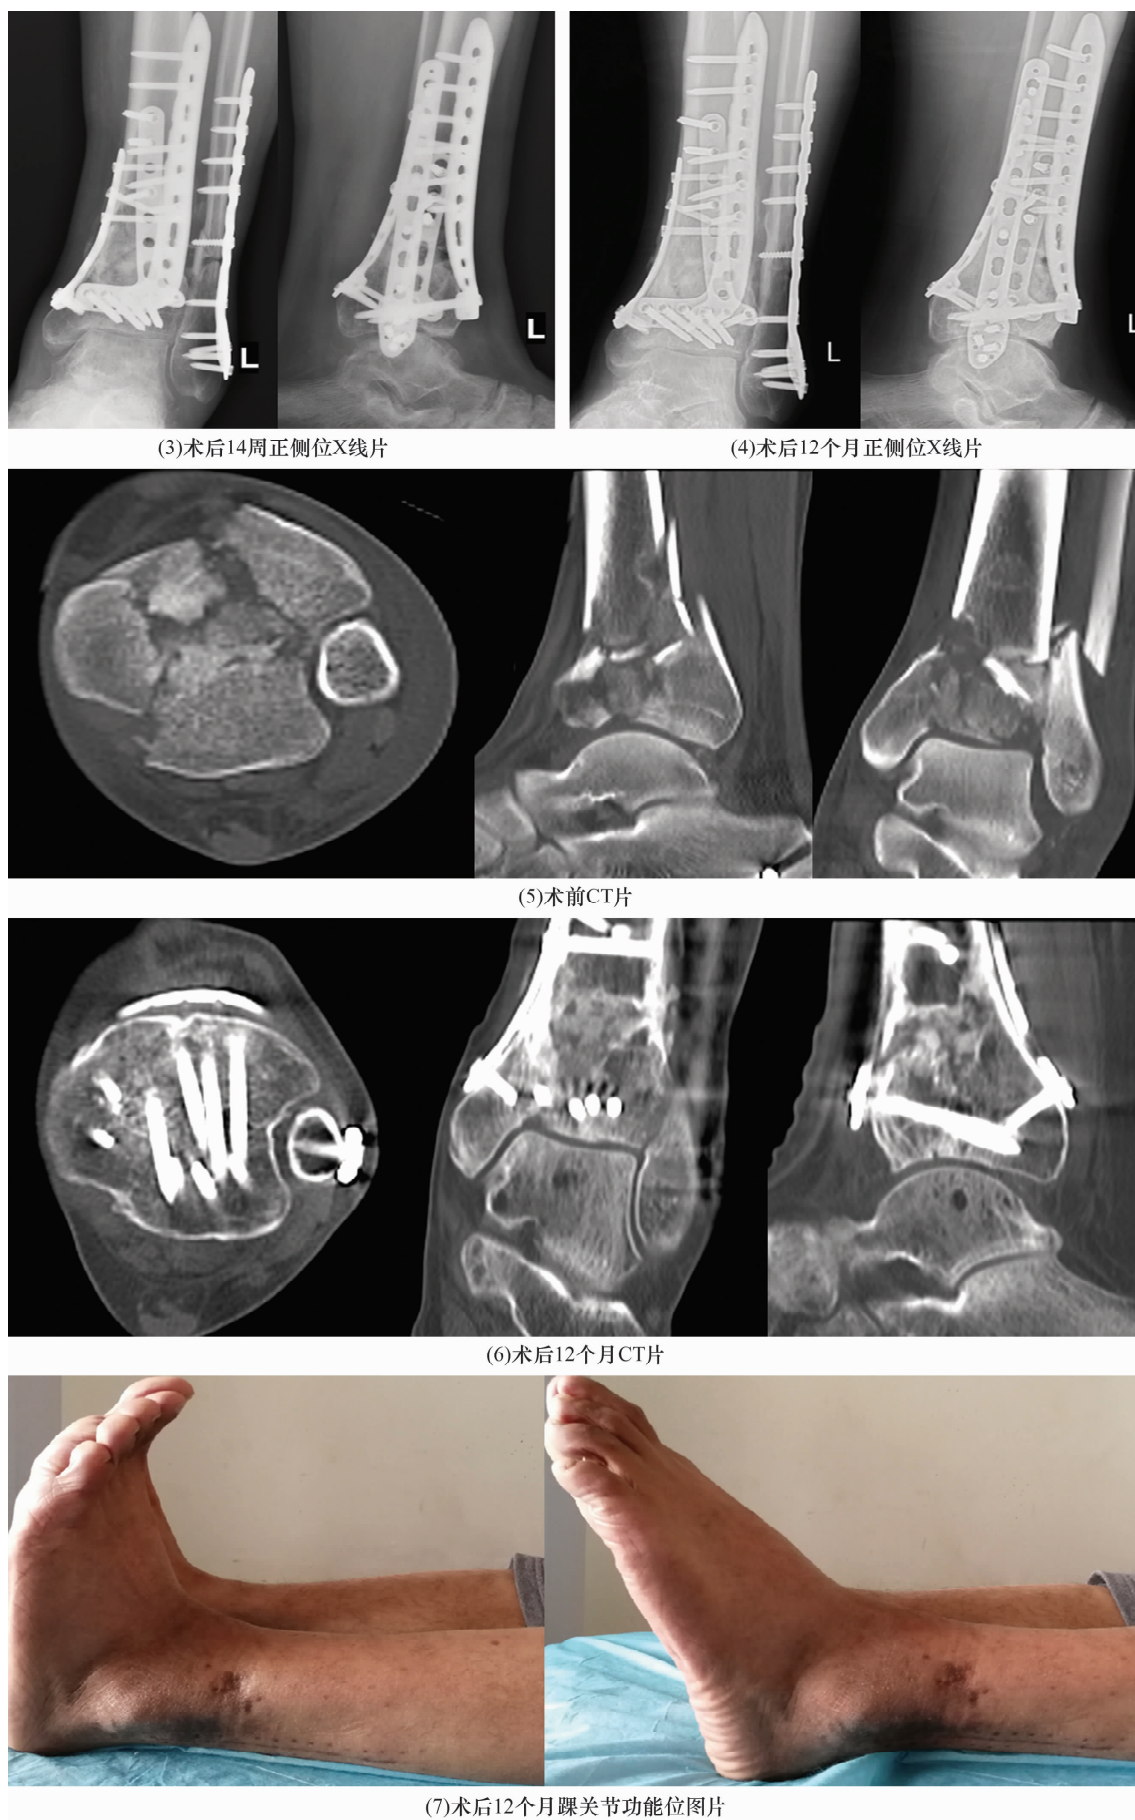 L
L
L
L
(3)术后14周正侧位X线片
(4)术后12个月正侧位X线片
(5)术前CT片
(6)术后12个月CT片
(7)术后12个月踝关节功能位图片